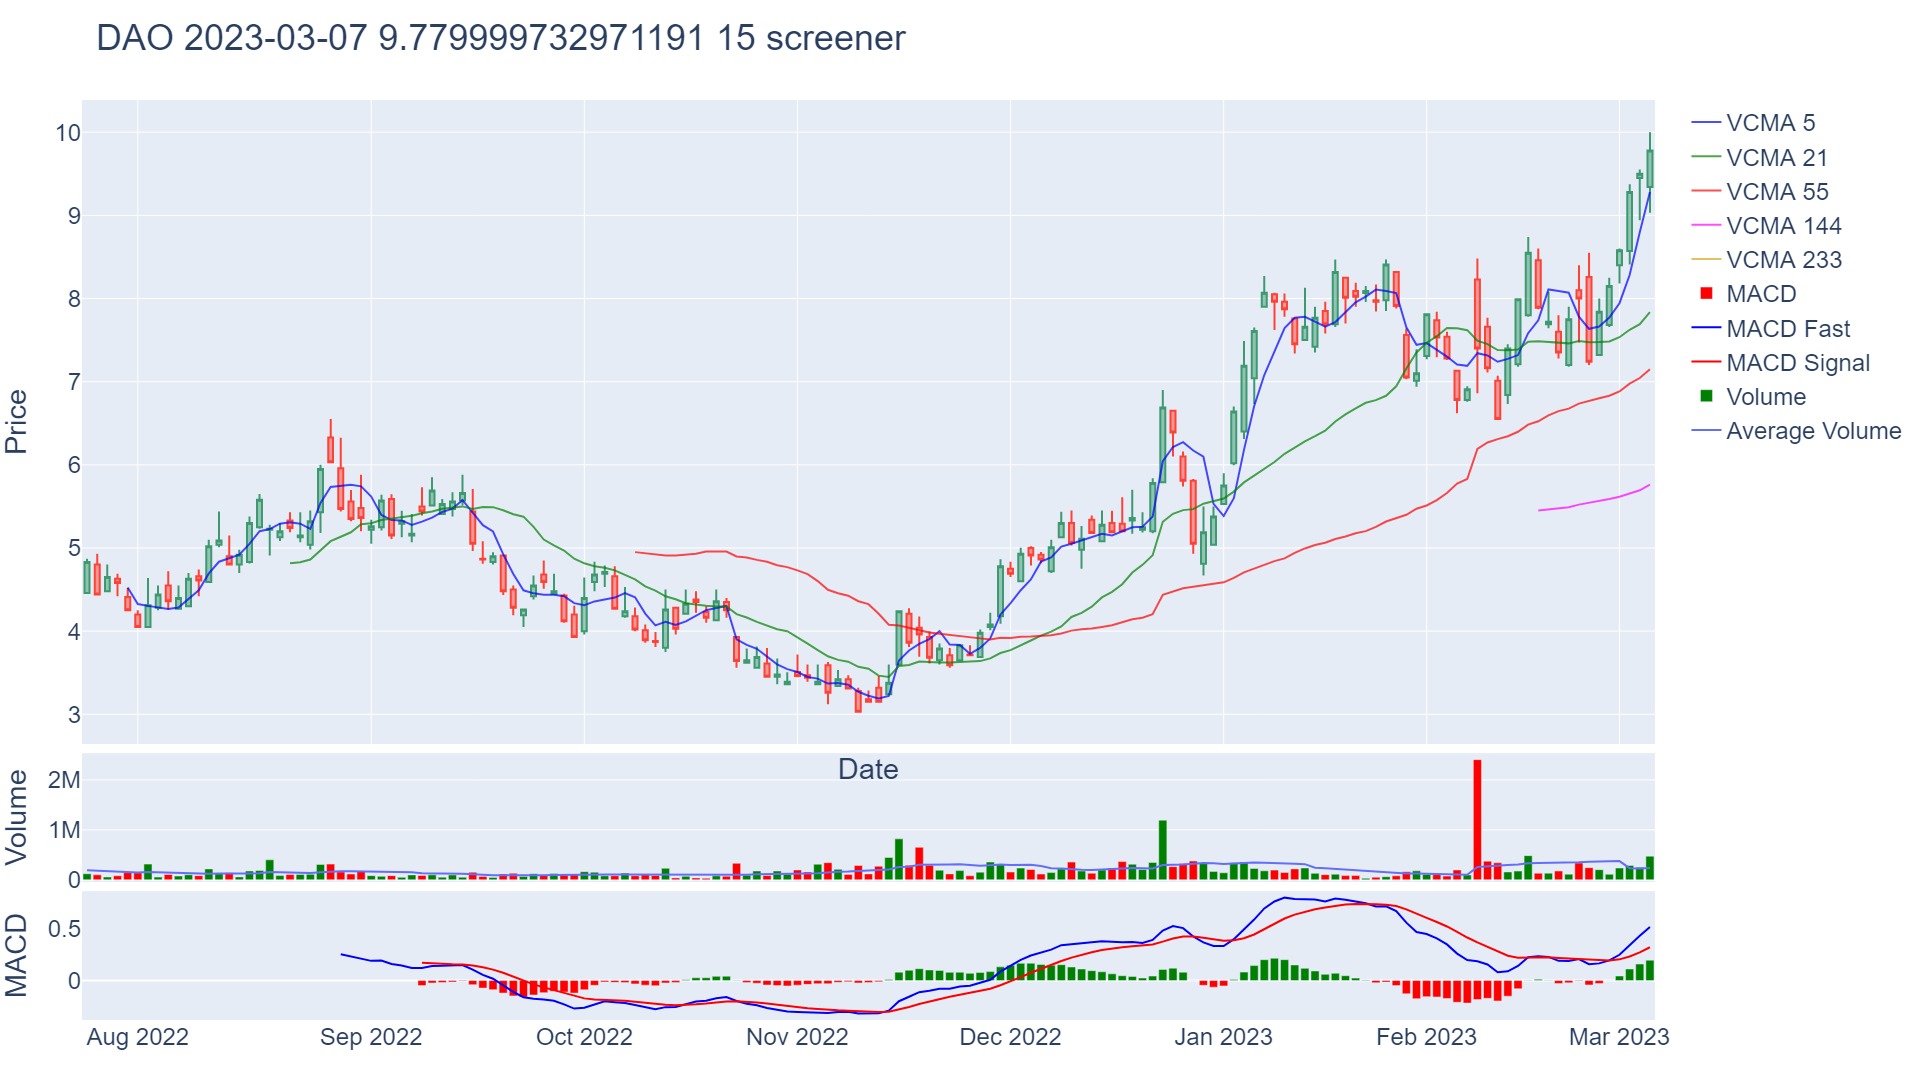 DAO 2023-03-07 9.779999732971191 15 screener
10
9
8
7
6
5
4
3
Price
VCMA 5
VCMA 21
VCMA 55
VCMA 144
VCMA 233
MACD
MACD Fast
MACD Signal
Volume
Average Volume
Date
2M
1M
0
Volume
0.5
0
MACD
Aug 2022
Sep 2022
Oct 2022
Nov 2022
Dec 2022
Jan 2023
Feb 2023
Mar 2023